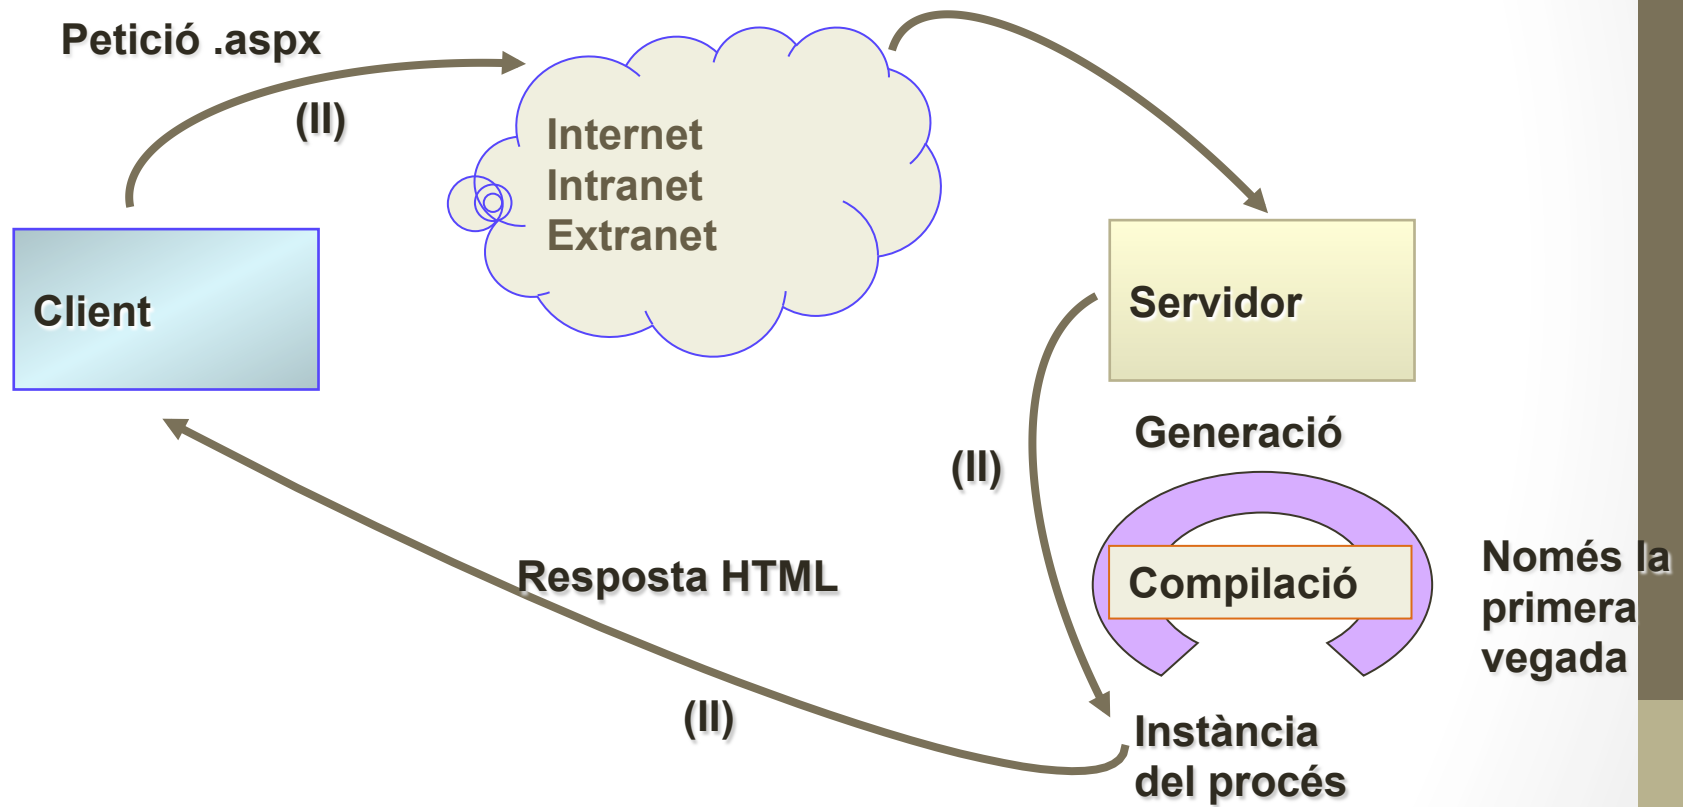 Petició .aspx
(II)
Internet
Intranet
Extranet
Client
Servidor
Generació
(II)
Compilació
Només la
primera
vegada
Resposta HTML
(II)
Instància
del procés